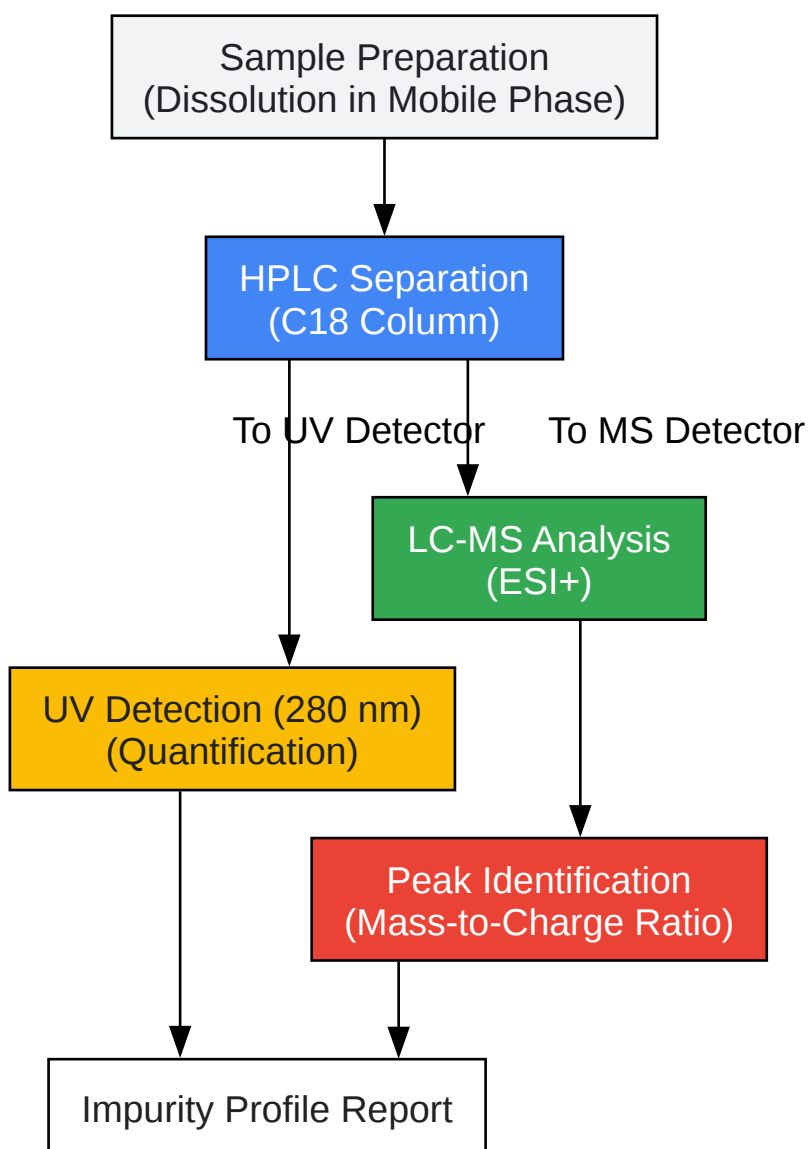 Sample Preparation
(Dissolution in Mobile Phase)
HPLC Separation
(C18 Column)
To UV Detector
To MS Detector
LC-MS Analysis
(ESI+)
UV Detection (280 nm)
(Quantification)
Peak Identification
(Mass-to-Charge Ratio)
Impurity Profile Report